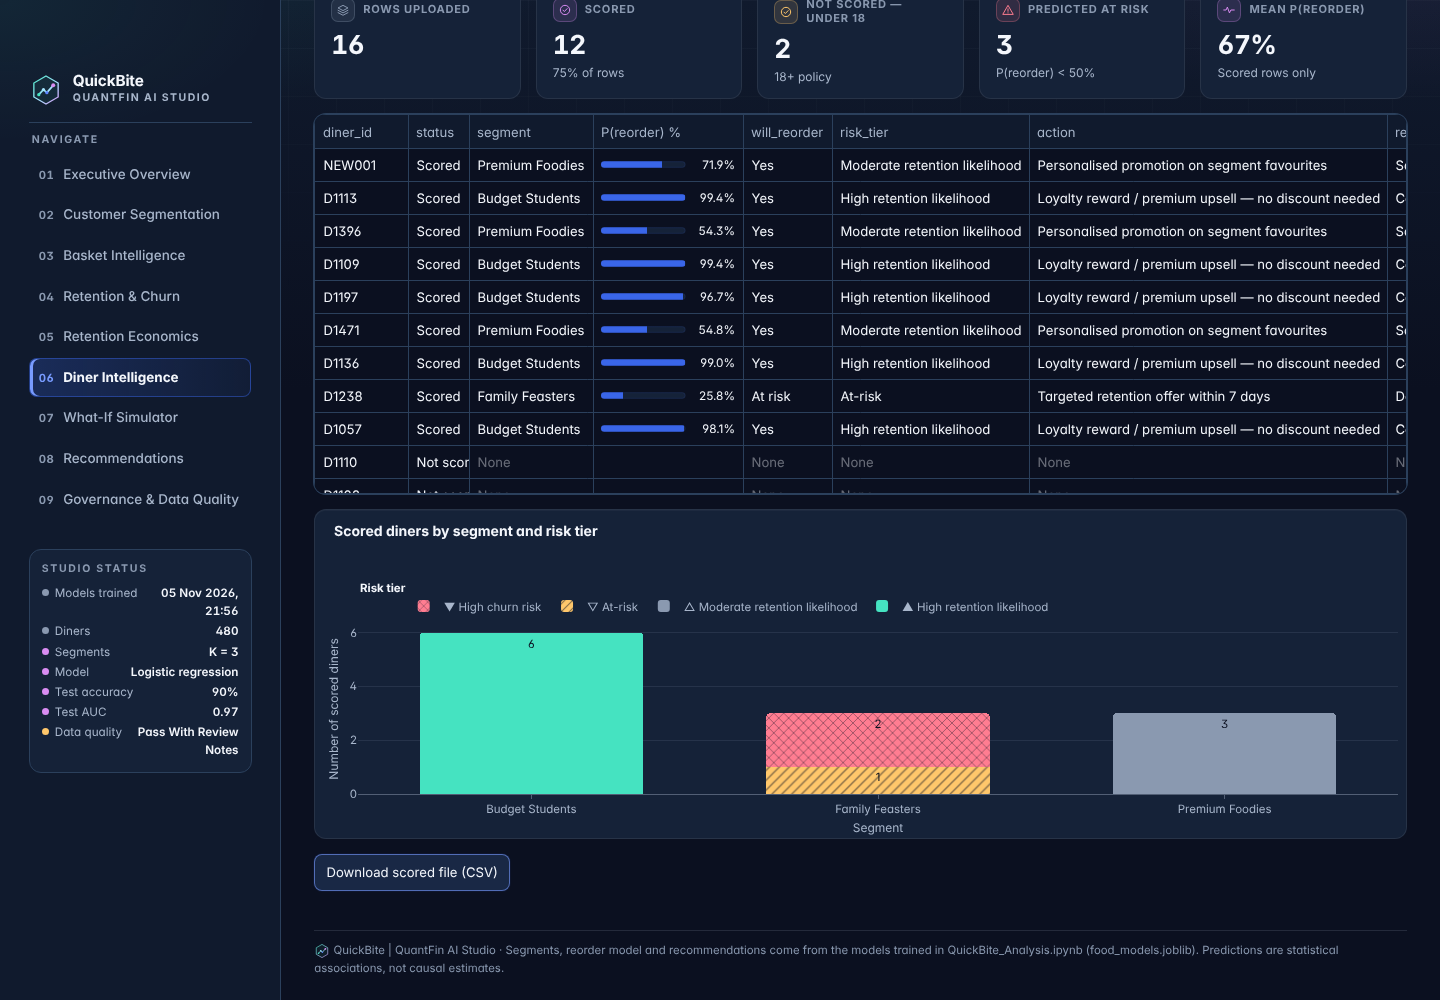 QuickBite
QUANTFIN AI STUDIO
NAVIGATE
01 Executive Overview
02 Customer Segmentation
03 Basket Intelligence
04 Retention & Churn
05 Retention Economics
06 Diner Intelligence
07 What-If Simulator
08 Recommendations
09 Governance & Data Quality
STUDIO STATUS
Models trained 05 Nov 2026,
21:56
Diners 480
Segments K = 3
Model Logistic regression
Test accuracy 90%
Test AUC 0.97
Data quality Pass With Review
Notes
ROWS UPLOADED
16
SCORED
12
75% of rows
NOT SCORED —
UNDER 18
2
18+ policy
PREDICTED AT RISK
3
P(reorder) < 50%
MEAN P(REORDER)
67%
Scored rows only
diner_id status segment P(reorder) % will_reorder risk_tier action re
NEW001 Scored Premium Foodies 71.9% Yes Moderate retention likelihood Personalised promotion on segment favourites
D1113 Scored Budget Students 99.4% Yes High retention likelihood Loyalty reward / premium upsell — no discount needed
D1396 Scored Premium Foodies 54.3% Yes Moderate retention likelihood Personalised promotion on segment favourites
D1109 Scored Budget Students 99.4% Yes High retention likelihood Loyalty reward / premium upsell — no discount needed
D1197 Scored Budget Students 96.7% Yes High retention likelihood Loyalty reward / premium upsell — no discount needed
D1471 Scored Premium Foodies 54.8% Yes Moderate retention likelihood Personalised promotion on segment favourites
D1136 Scored Budget Students 99.0% Yes High retention likelihood Loyalty reward / premium upsell — no discount needed
D1238 Scored Family Feasters 25.8% At risk At-risk Targeted retention offer within 7 days
D1057 Scored Budget Students 98.1% Yes High retention likelihood Loyalty reward / premium upsell — no discount needed
D1110 Not scor None None None None
Scored diners by segment and risk tier
Risk tier
▼ High churn risk ▽ At-risk △ Moderate retention likelihood ▲ High retention likelihood
Number of scored diners
6
4
2
0
6
2
1
3
Budget Students Family Feasters Premium Foodies
Segment
Download scored file (CSV)
QuickBite | QuantFin AI Studio · Segments, reorder model and recommendations come from the models trained in QuickBite_Analysis.ipynb (food_models.joblib). Predictions are statistical
associations, not causal estimates.